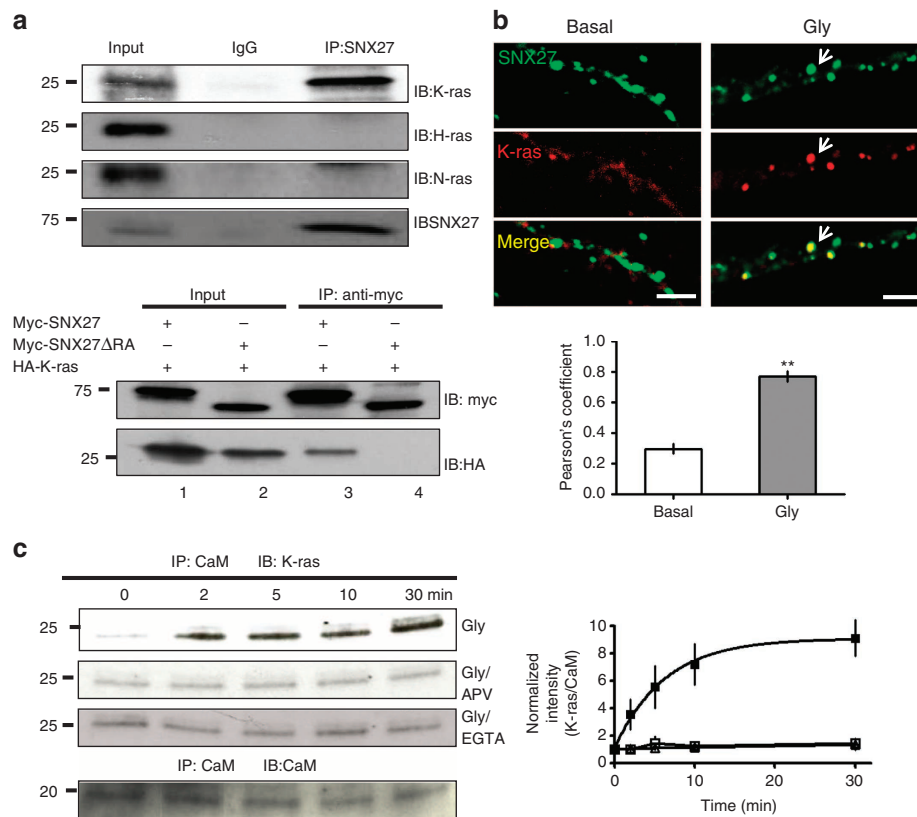 a
Input IgG IP:SNX27
25 IB:K-ras
25 IB:H-ras
25 IB:N-ras
75 IBSNX27
Input IP: anti-myc
Myc-SNX27 + − + −
Myc-SNX27ΔRA − + − +
HA-K-ras + + + +
75 IB: myc
25 IB:HA
1 2 3 4
b
Basal Gly
SNX27
K-ras
Merge
Pearson's coefficient
1.0
0.8
0.6
0.4
0.2
0.0
**
Basal Gly
c
IP: CaM IB: K-ras
0 2 5 10 30 min
25 Gly
25 Gly/
APV
25 Gly/
EGTA
IP: CaM IB:CaM
20
Normalized
intensity
(K-ras/CaM)
10
8
6
4
2
0
0 10 20 30
Time (min)